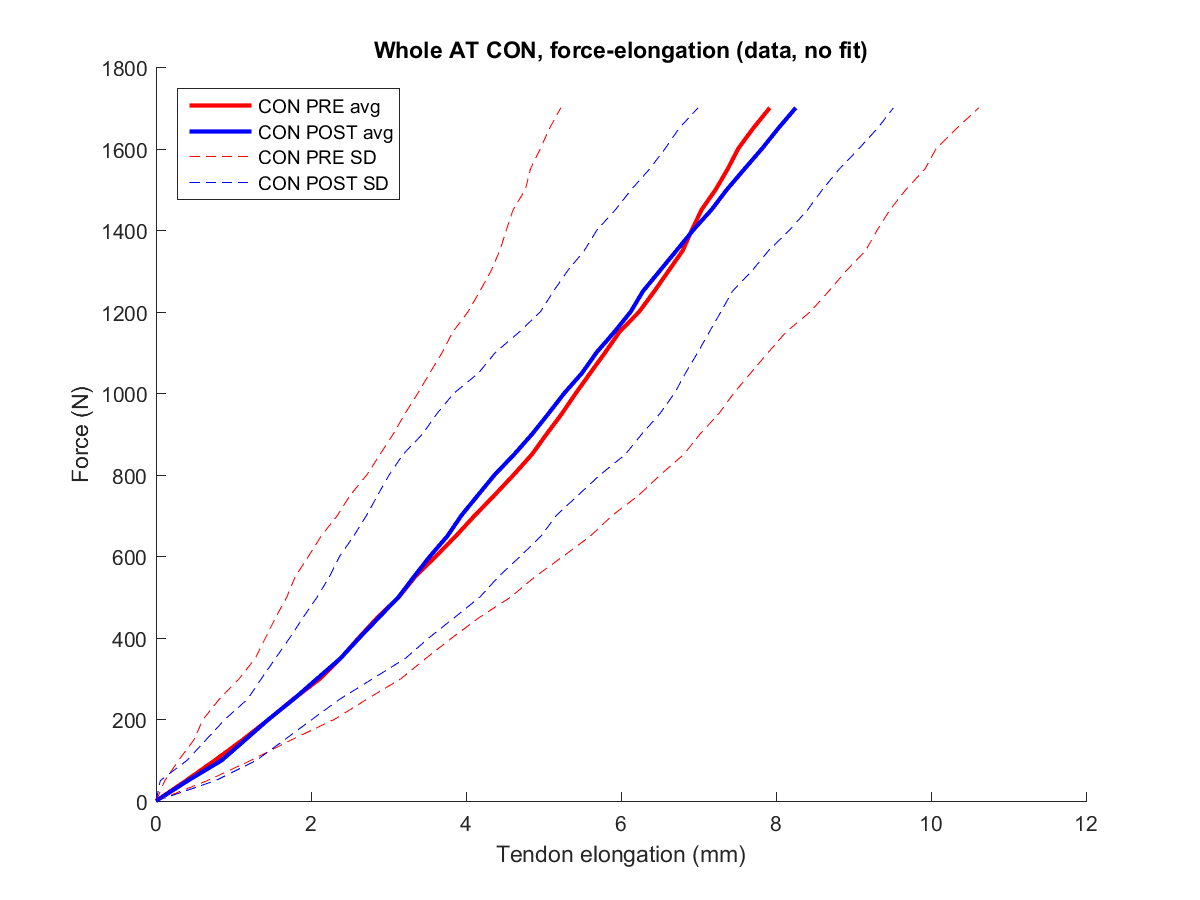 Whole AT CON, force-elongation (data, no fit)
1800
1600
1400
1200
1000
800
600
400
200
0
Force (N)
CON PRE avg
CON POST avg
CON PRE SD
CON POST SD
0 2 4 6 8 10 12
Tendon elongation (mm)